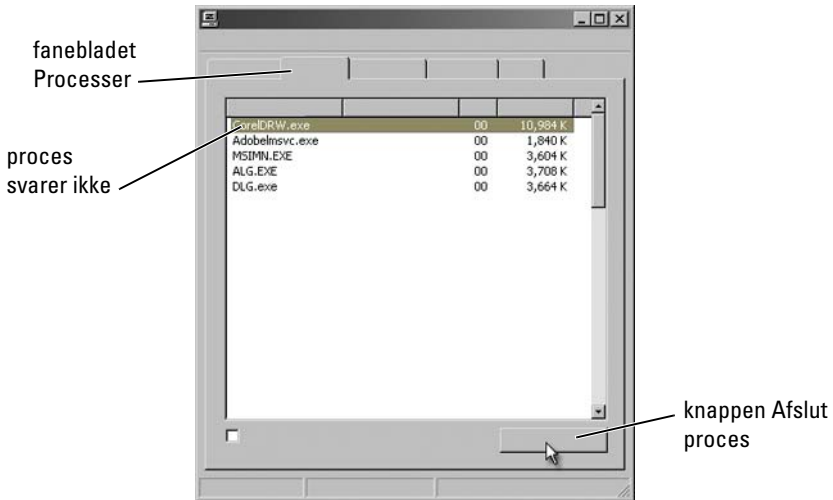 fanebladet
Processer
proces
svarer ikke
CorelDRW.exe 00 10,984 K
Adobelmsvc.exe 00 1,840 K
MSIMN.EXE 00 3,604 K
ALG.EXE 00 3,708 K
DLG.exe 00 3,664 K
knappen Afslut
proces